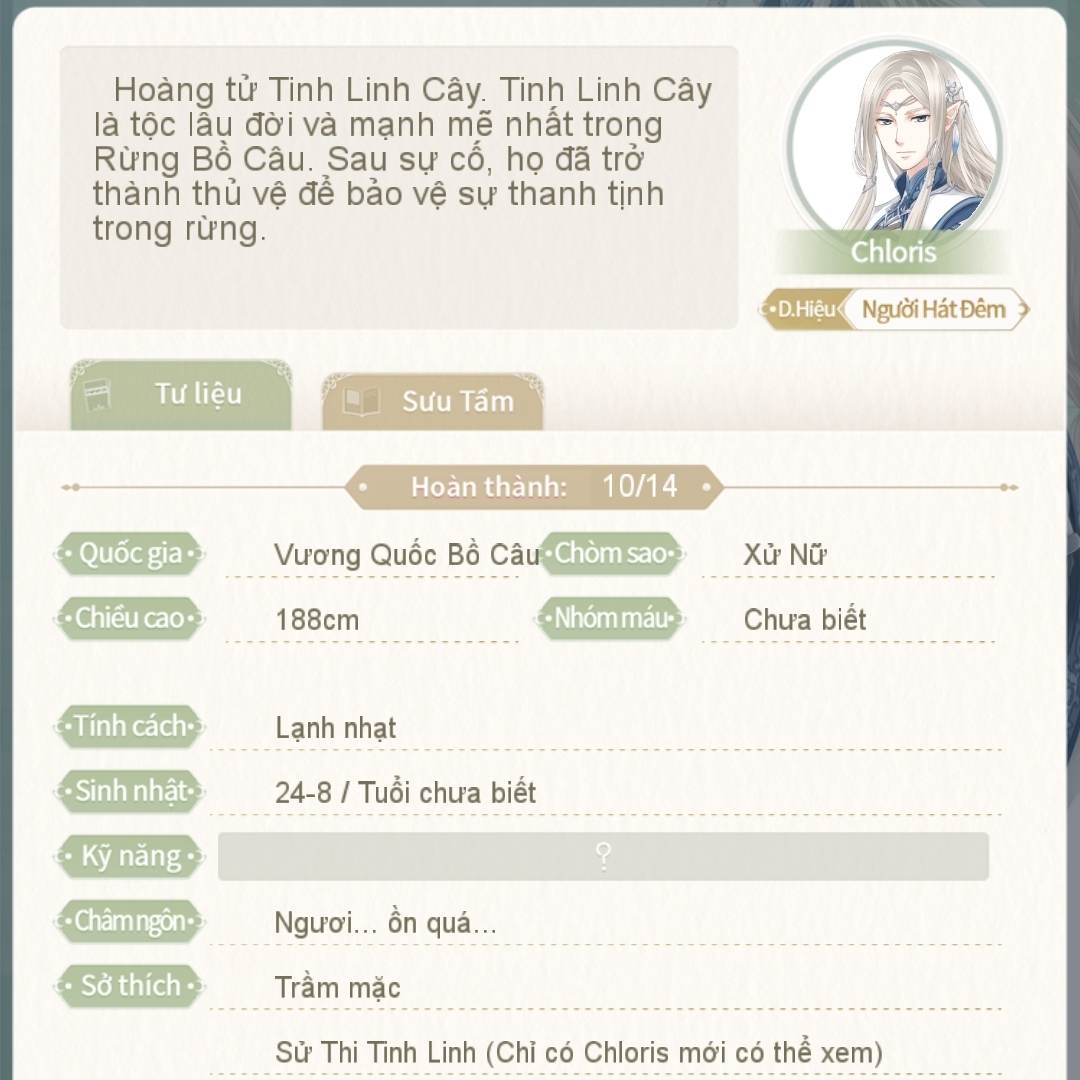 Hoàng tử Tinh Linh Cây. Tinh Linh Cây
là tộc lâu đời và mạnh mẽ nhất trong
Rừng Bồ Câu. Sau sự cố, họ đã trở
thành thủ vệ để bảo vệ sự thanh tịnh
trong rừng.
Chloris
D.Hiệu Người Hát Đêm
Tư liệu
Sưu Tầm
Hoàn thành: 10/14
Quốc gia Vương Quốc Bồ Câu Chòm sao Xử Nữ
Chiều cao 188cm Nhóm máu Chưa biết
Tính cách Lạnh nhạt
Sinh nhật 24-8 / Tuổi chưa biết
Kỹ năng ?
Châm ngôn Ngươi... ồn quá...
Sở thích Trầm mặc
Sử Thi Tinh Linh (Chỉ có Chloris mới có thể xem)